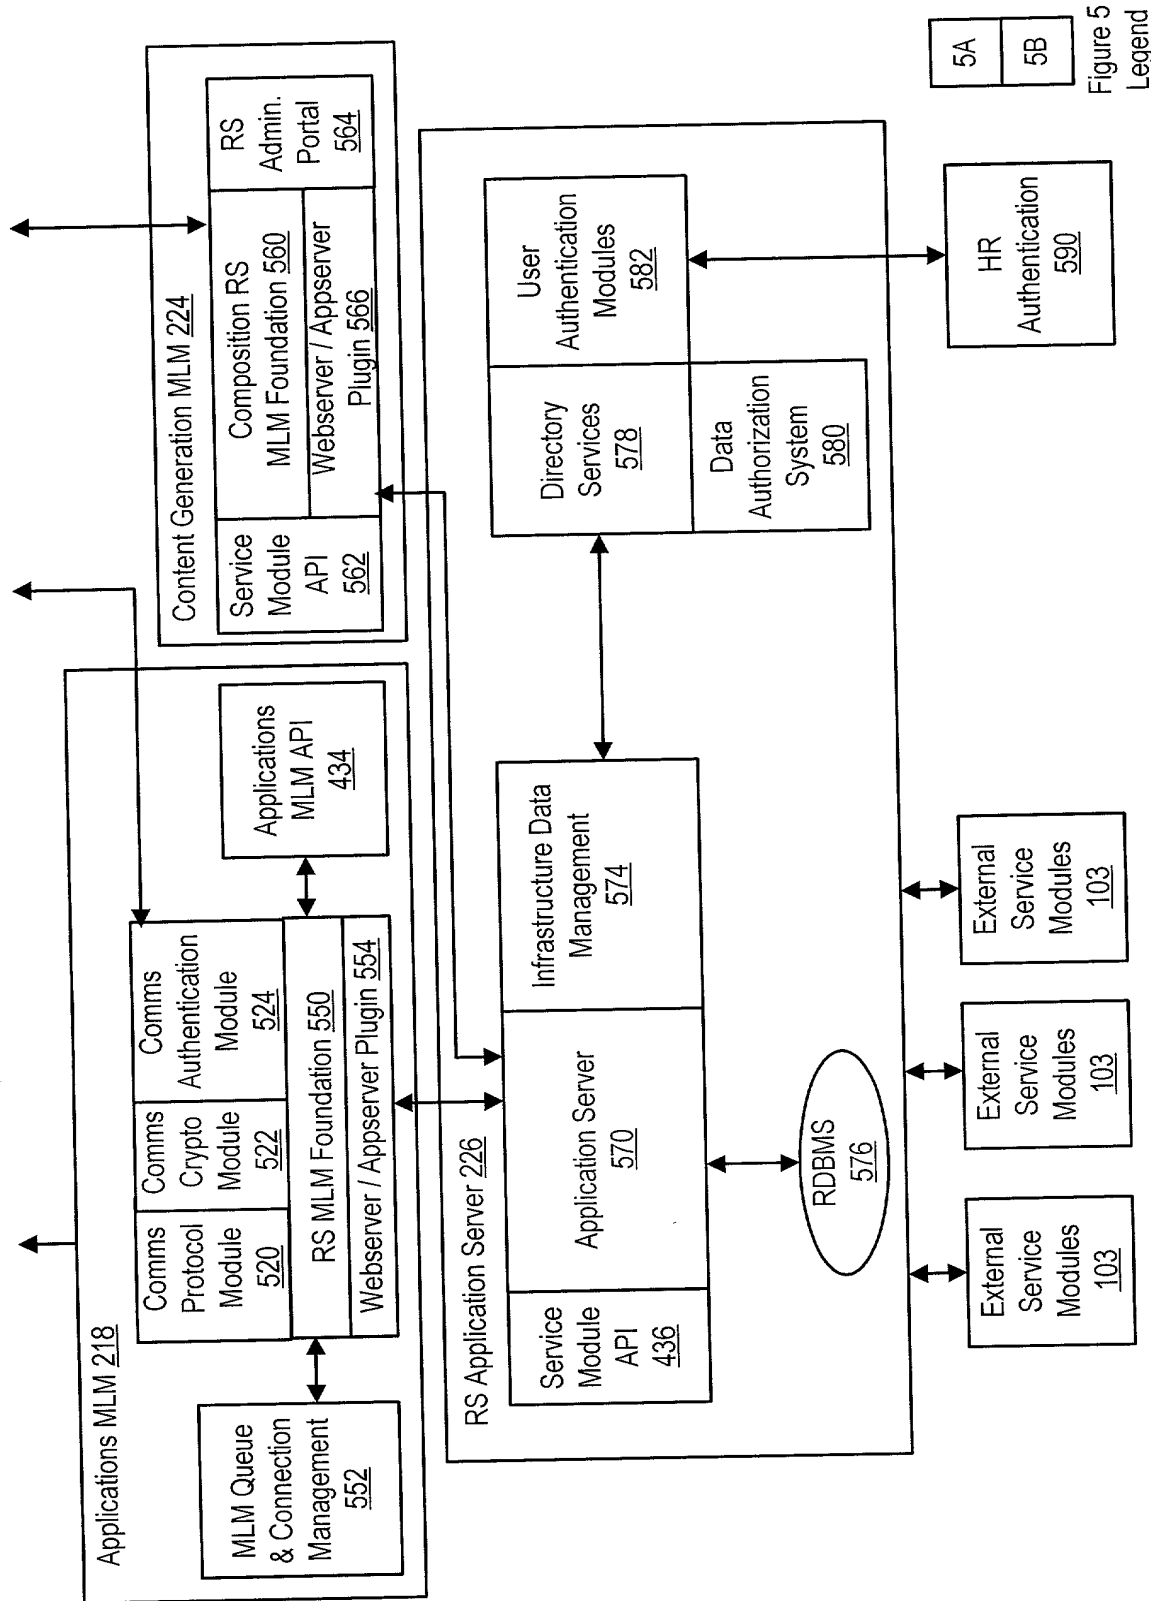 Applications MLM 218
MLM Queue
& Connection
Management
552
Comms
Protocol
Module
520
Comms
Crypto
Module
522
Comms
Authentication
Module
524
RS MLM Foundation 550
Webserver / Appserver Plugin 554
Applications
MLM API
434
Content Generation MLM 224
Service
Module
API
562
Composition RS
MLM Foundation 560
Webserver / Appserver
Plugin 566
RS
Admin.
Portal
564
RS Application Server 226
Service
Module
API
436
Application Server
570
Infrastructure Data
Management
574
RDBMS
576
Directory
Services
578
User
Authentication
Modules
582
Data
Authorization
System
580
External
Service
Modules
103
External
Service
Modules
103
External
Service
Modules
103
HR
Authentication
590
5A
5B
Figure 5
Legend